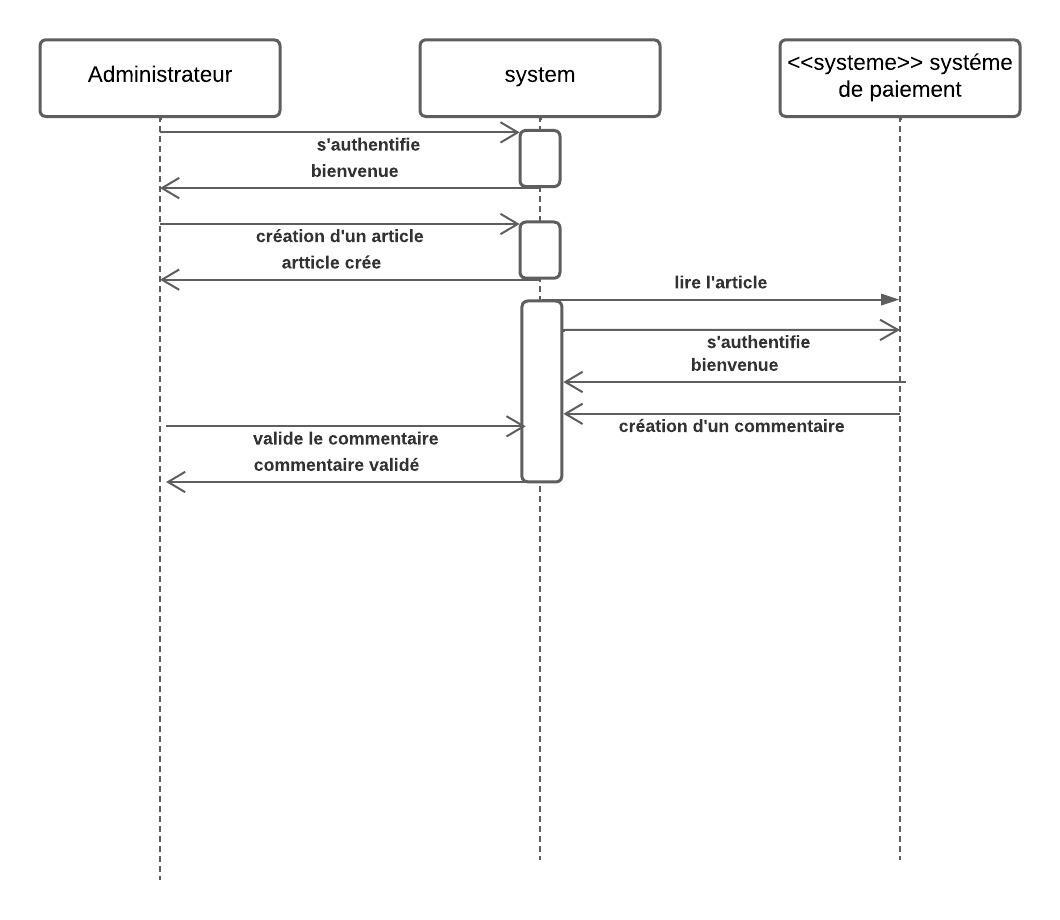 Administrateur
system
<<systeme>> systéme
de paiement
s'authentifie
bienvenue
création d'un article
artticle crée
lire l'article
s'authentifie
bienvenue
création d'un commentaire
valide le commentaire
commentaire validé